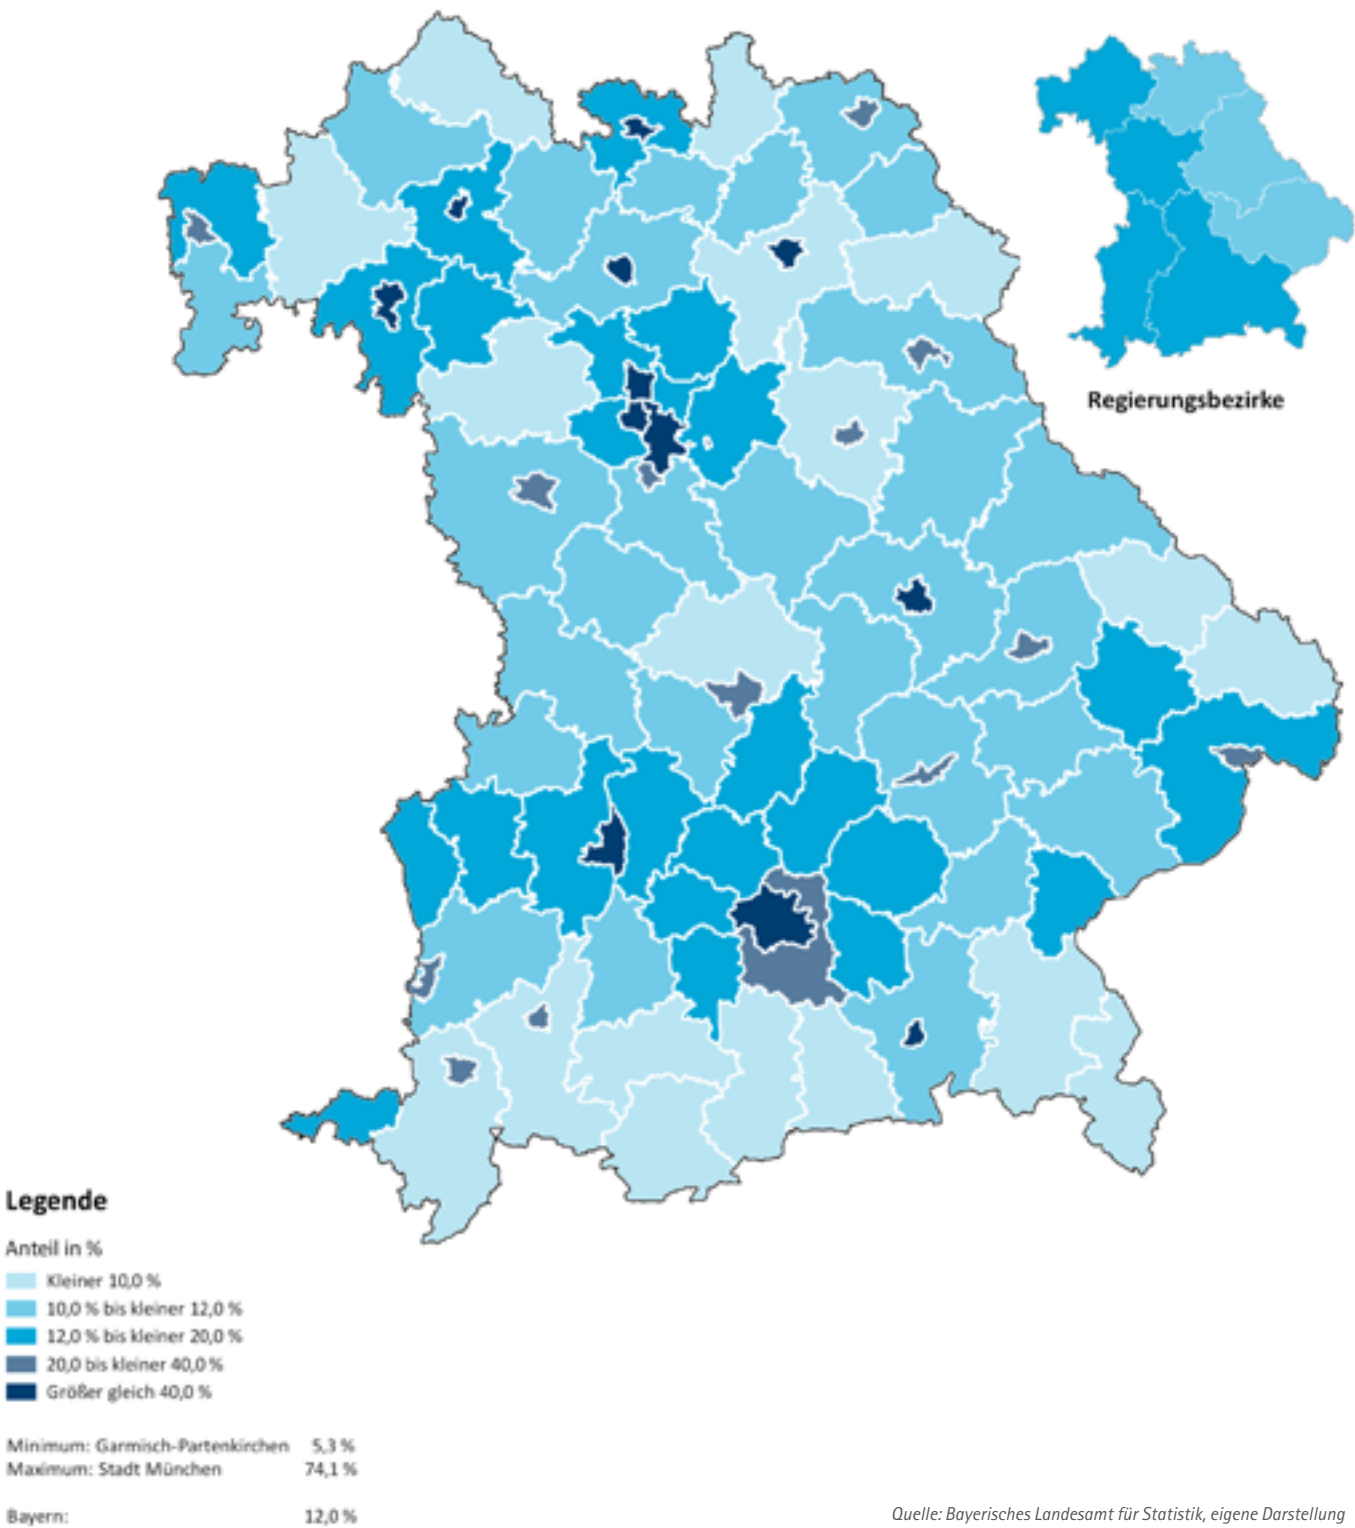 Regierungsbezirke
Legende
Anteil in %
Kleiner 10,0 %
10,0 % bis kleiner 12,0 %
12,0 % bis kleiner 20,0 %
20,0 bis kleiner 40,0 %
Größer gleich 40,0 %
Minimum: Garmisch-Partenkirchen 5,3 %
Maximum: Stadt München 74,1 %
Bayern: 12,0 %
Quelle: Bayerisches Landesamt für Statistik, eigene Darstellung